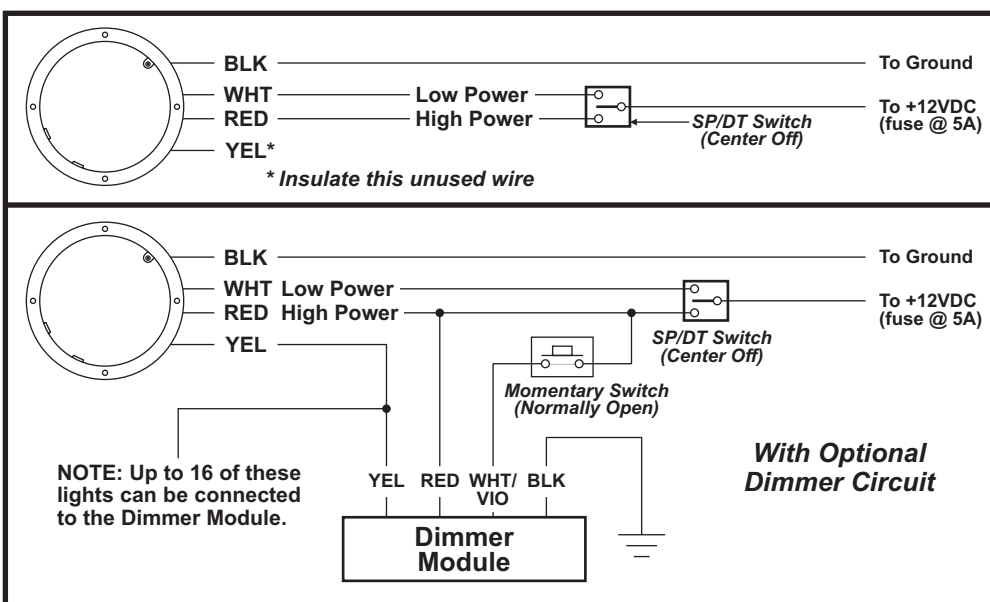 BLK
To Ground
WHT
Low Power
RED
High Power
SP/DT Switch
(Center Off)
To +12VDC
(fuse @ 5A)
YEL*
* Insulate this unused wire
BLK
To Ground
WHT Low Power
RED High Power
To +12VDC
(fuse @ 5A)
SP/DT Switch
(Center Off)
YEL
Momentary Switch
(Normally Open)
With Optional
Dimmer Circuit
NOTE: Up to 16 of these
lights can be connected
to the Dimmer Module.
YEL RED WHT/ BLK
VIO
Dimmer
Module